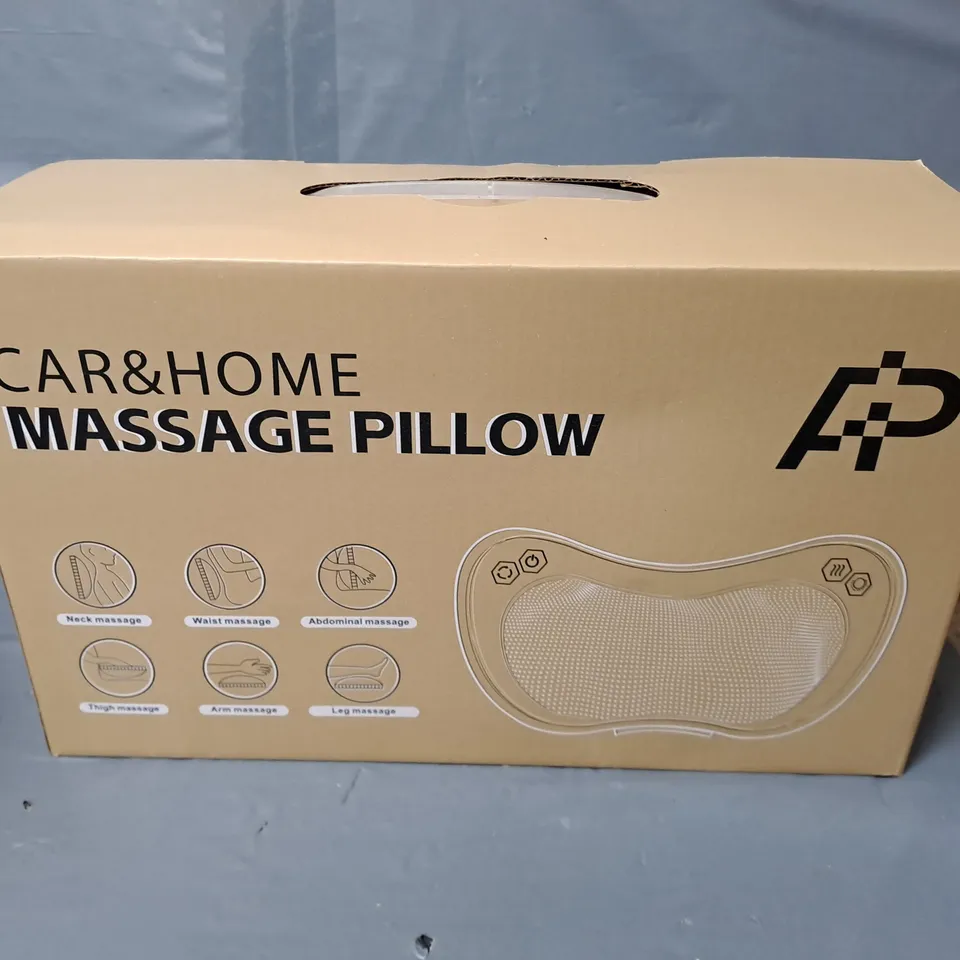 CAR&HOME
MASSAGE PILLOW
AP
Neck massage
Waist massage
Abdominal massage
Thigh massage
Arm massage
Leg massage